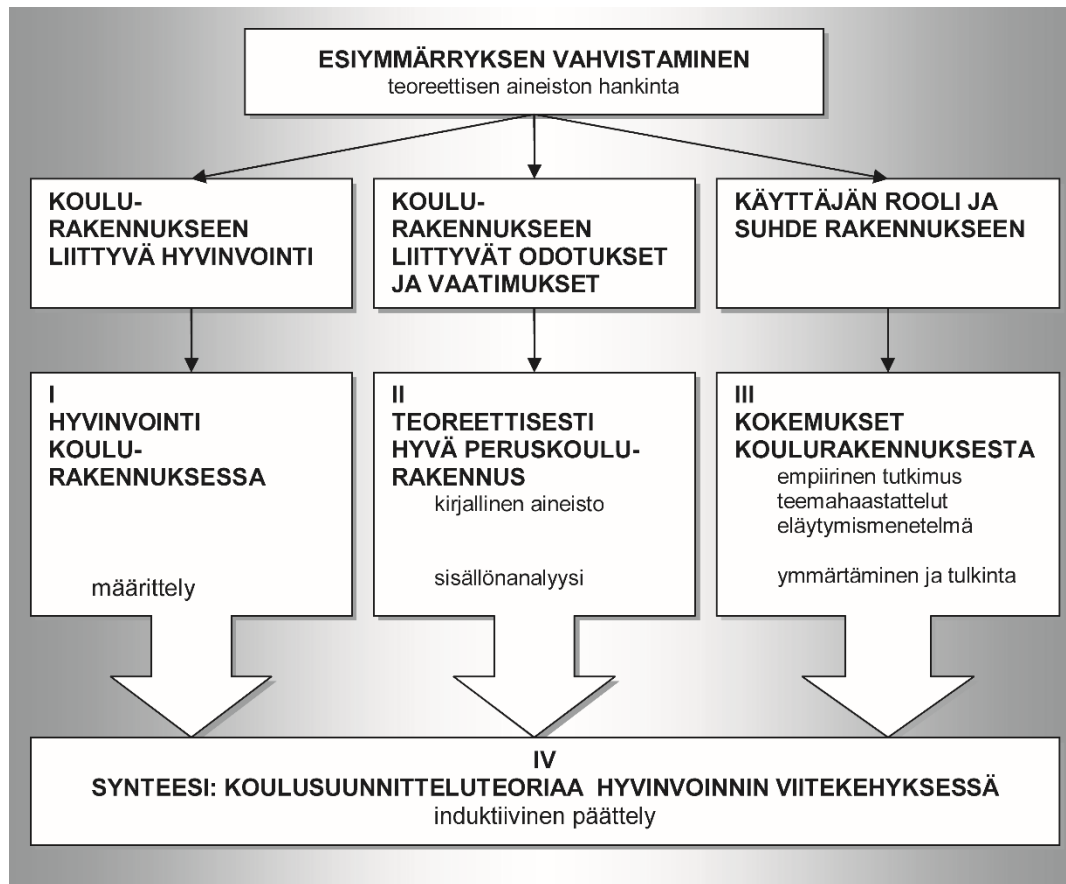 ESIYMMÄRRYKSEN VAHVISTAMINEN
teoreettisen aineiston hankinta
KOULU-
RAKENNUKSEEN
LIITTYVÄ HYVINVOINTI
KOULU-
RAKENNUKSEEN
LIITTYVÄT ODOTUKSET
JA VAATIMUKSET
KÄYTTÄJÄN ROOLI JA
SUHDE RAKENNUKSEEN
I
HYVINVOINTI
KOULU-
RAKENNUKSESSA
määrittely
II
TEOREETTISESTI
HYVÄ PERUSKOULU-
RAKENNUS
kirjallinen aineisto
sisällönanalyysi
III
KOKEMUKSET
KOULURAKENNUKSESTA
empiirinen tutkimus
teemahaastattelut
eläytymismenetelmä
ymmärtäminen ja tulkinta
IV
SYNTEESI: KOULUSUUNNITTELUTEORIAA HYVINVOINNIN VIITEKEHYKSESSÄ
induktiivinen päättely